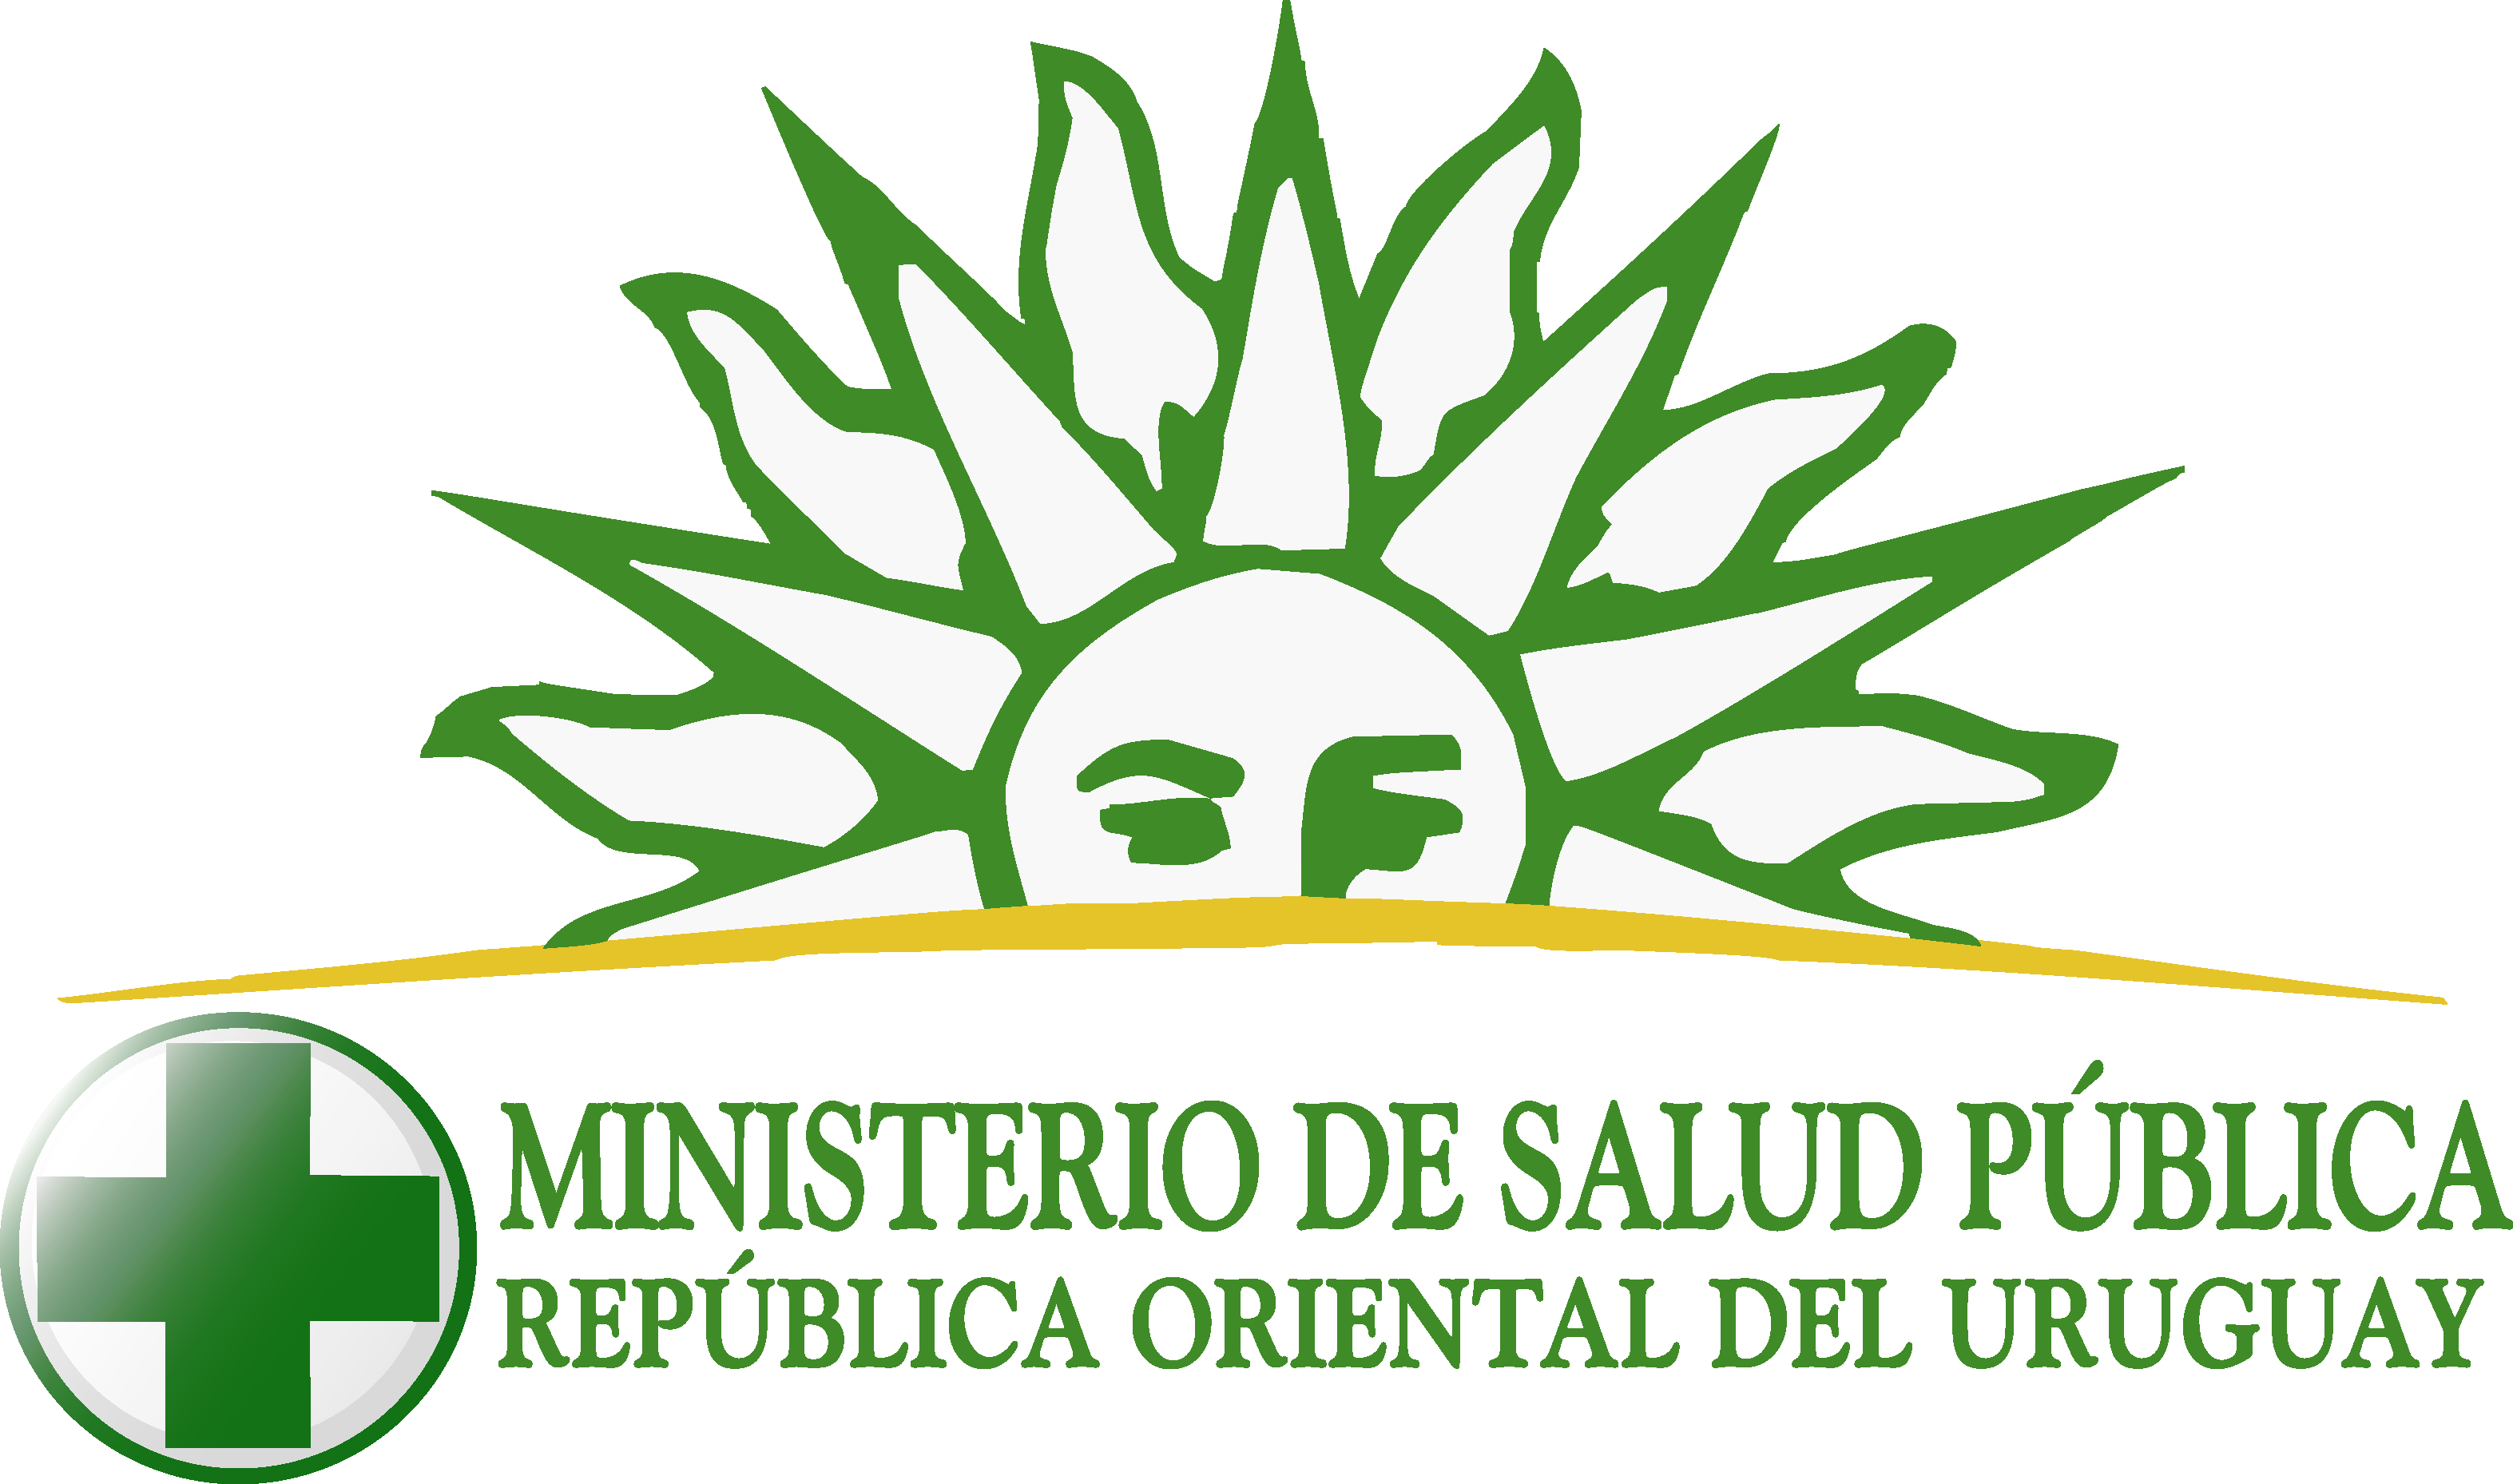 MINISTERIO DE SALUD PÚBLICA
REPÚBLICA ORIENTAL DEL URUGUAY